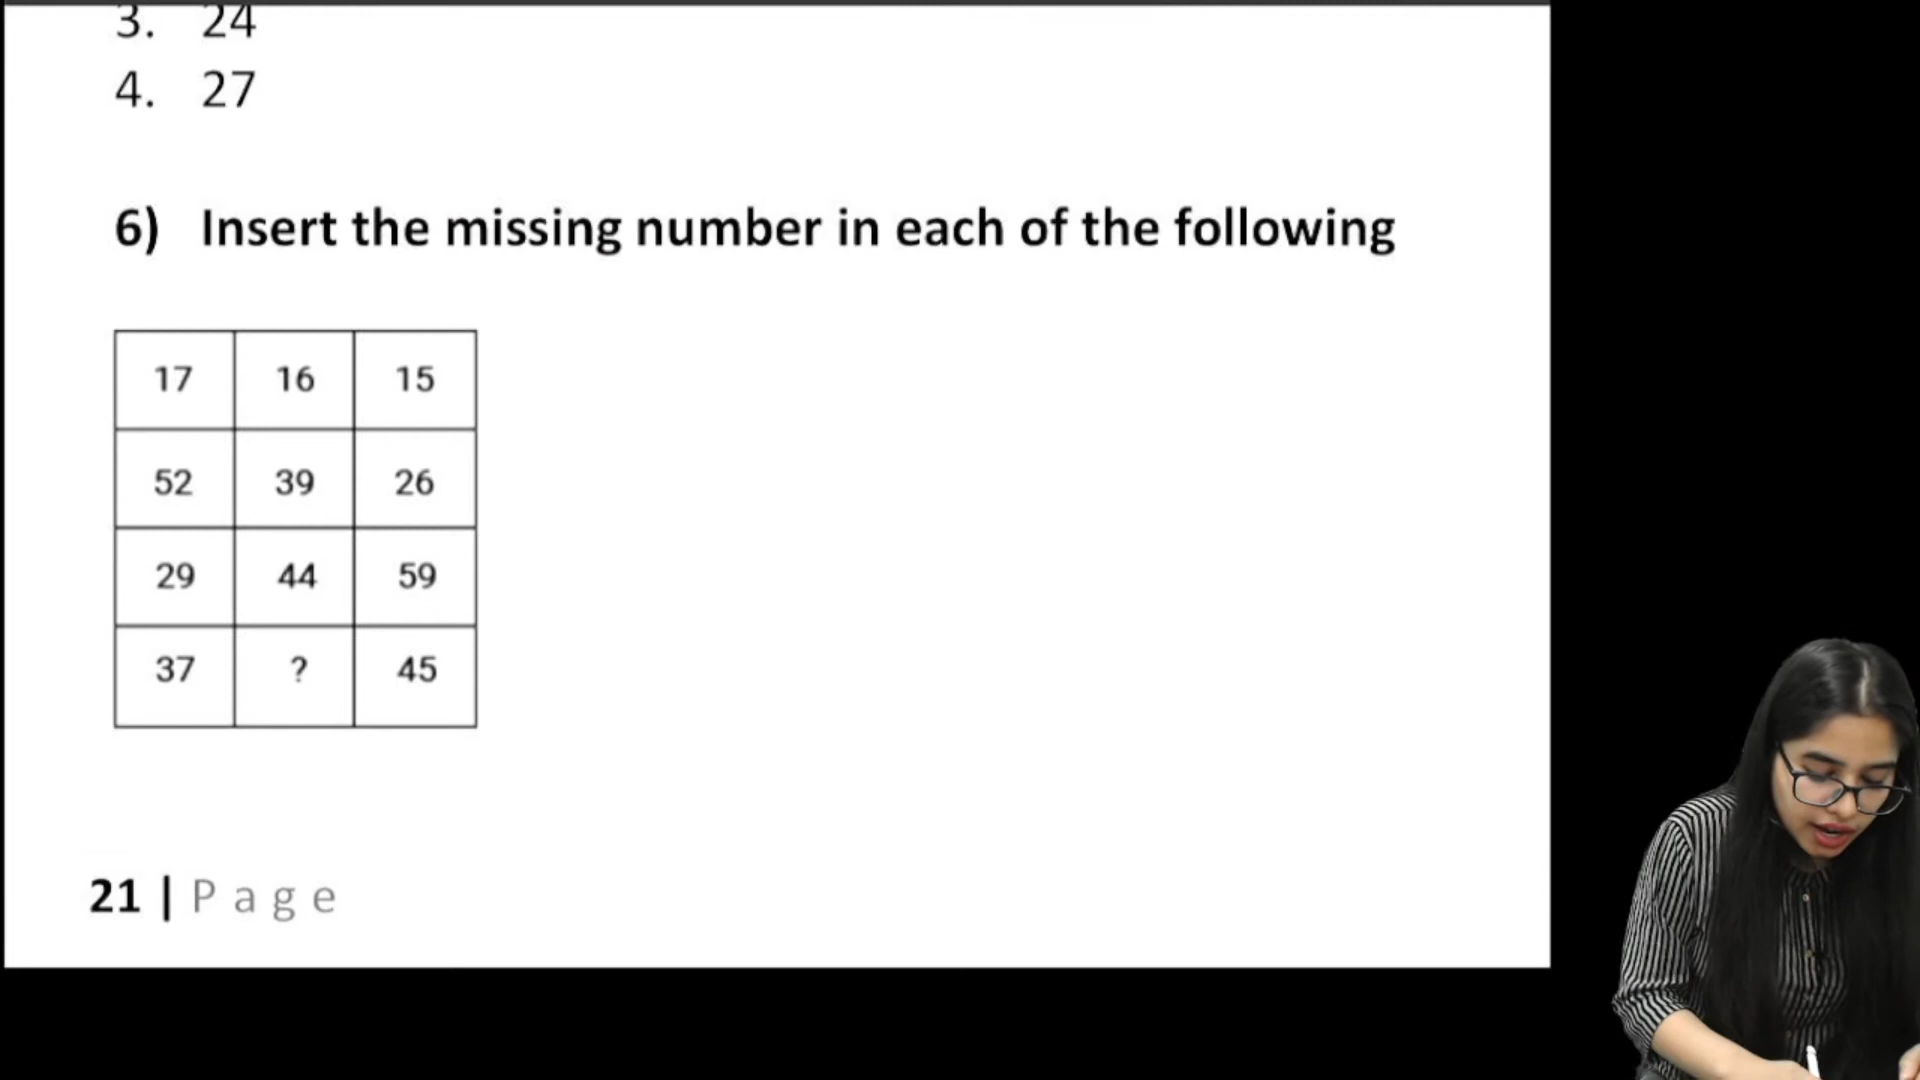 3. 24
4. 27
6) Insert the missing number in each of the following
17 16 15
52 39 26
29 44 59
37 ? 45
21 | Page